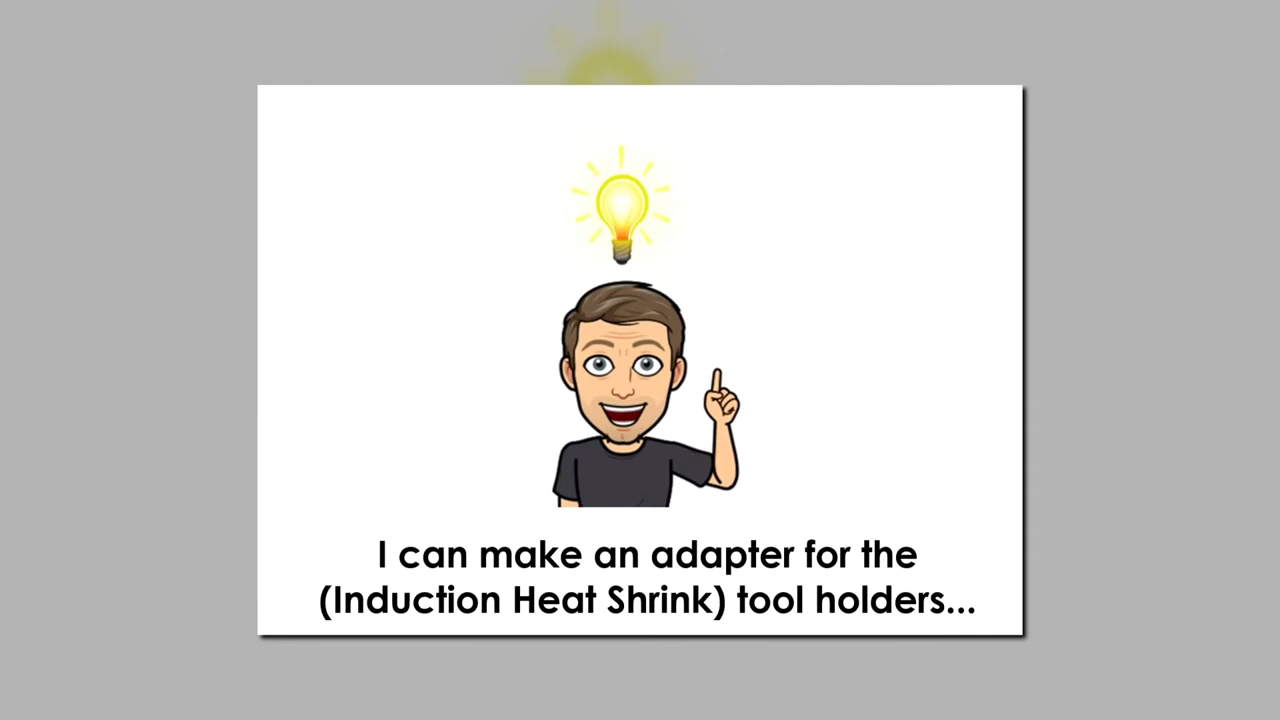 I can make an adapter for the
(Induction Heat Shrink) tool holders...